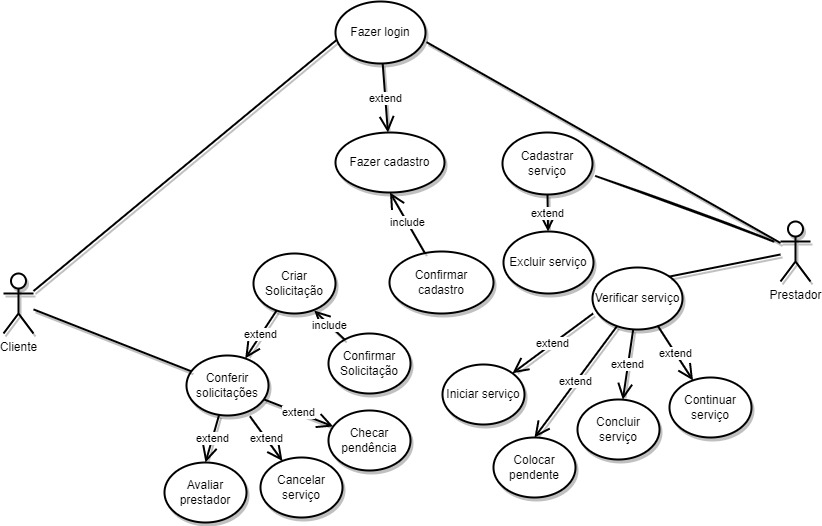 Fazer login
extend
Fazer cadastro
Cadastrar
serviço
include
extend
Excluir serviço
Confirmar
cadastro
Criar
Solicitação
Prestador
Verificar serviço
Cliente
extend
include
Confirmar
Solicitação
extend
extend
extend
extend
Conferir
solicitações
Iniciar serviço
Continuar
serviço
extend
Checar
pendência
Concluir
serviço
extend
extend
Colocar
pendente
Avaliar
prestador
Cancelar
serviço